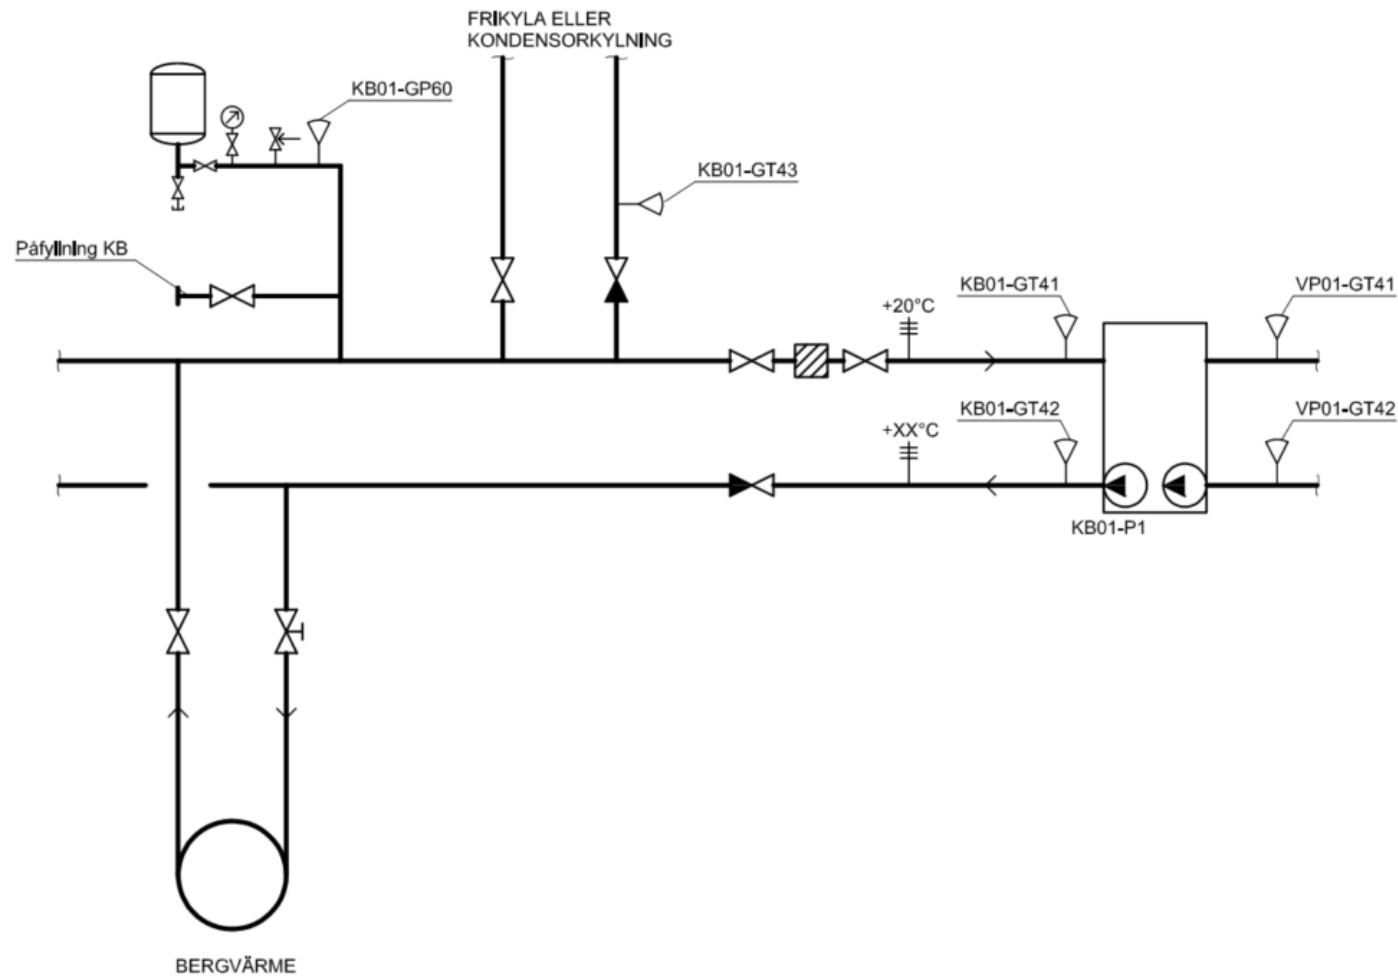 FRIKYLA ELLER
KONDENSORKYLNING
KB01-GP60
KB01-GT43
Påfyllning KB
KB01-GT41
VP01-GT41
+20°C
KB01-GT42
VP01-GT42
+XX°C
KB01-P1
BERGVÄRME